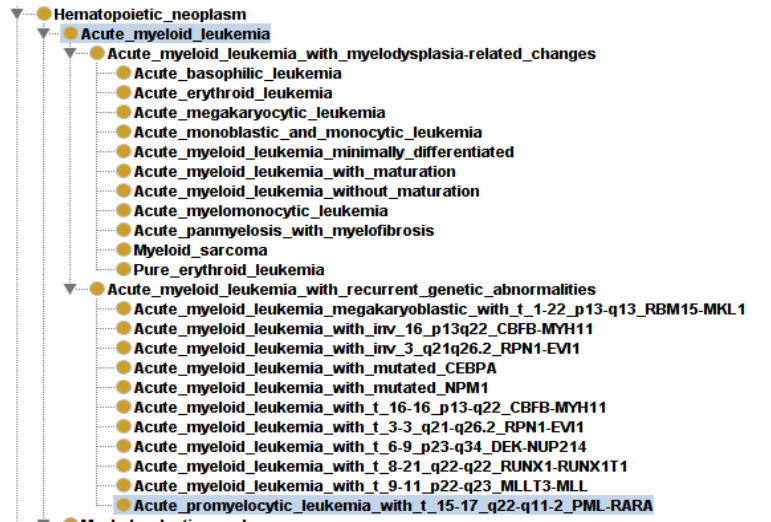 Hematopoietic_neoplasm
Acute_myeloid_leukemia
Acute_myeloid_leukemia_with_myelodysplasia-related_changes
Acute_basophilic_leukemia
Acute_erythroid_leukemia
Acute_megakaryocytic_leukemia
Acute_monoblastic_and_monocytic_leukemia
Acute_myeloid_leukemia_minimally_differentiated
Acute_myeloid_leukemia_with_maturation
Acute_myeloid_leukemia_without_maturation
Acute_myelomonocytic_leukemia
Acute_panmyelosis_with_myelofibrosis
Myeloid_sarcoma
Pure_erythroid_leukemia
Acute_myeloid_leukemia_with_recurrent_genetic_abnormalities
Acute_myeloid_leukemia_megakaryoblastic_with_t_1-22_p13-q13_RBM15-MKL1
Acute_myeloid_leukemia_with_inv_16_p13q22_CBFB-MYH11
Acute_myeloid_leukemia_with_inv_3_q21q26.2_RPN1-EVI1
Acute_myeloid_leukemia_with_mutated_CEBPA
Acute_myeloid_leukemia_with_mutated_NPM1
Acute_myeloid_leukemia_with_t_16-16_p13-q22_CBFB-MYH11
Acute_myeloid_leukemia_with_t_3-3_q21-q26.2_RPN1-EVI1
Acute_myeloid_leukemia_with_t_6-9_p23-q34_DEK-NUP214
Acute_myeloid_leukemia_with_t_8-21_q22-q22_RUNX1-RUNX1T1
Acute_myeloid_leukemia_with_t_9-11_p22-q23_MLLT3-MLL
Acute_promyelocytic_leukemia_with_t_15-17_q22-q11-2_PML-RARA